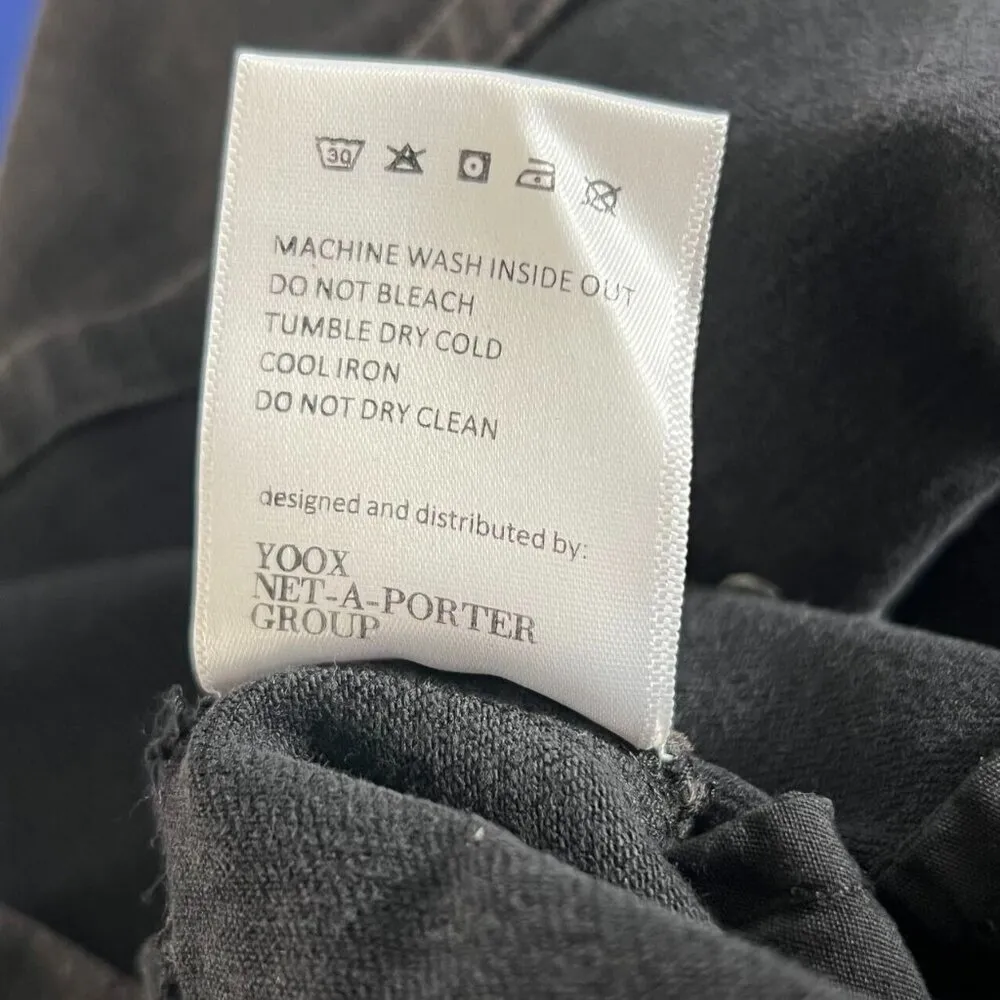 30
MACHINE WASH INSIDE OUT
DO NOT BLEACH
TUMBLE DRY COLD
COOL IRON
DO NOT DRY CLEAN
designed and distributed by:
YOOX
NET-A-PORTER
GROUP